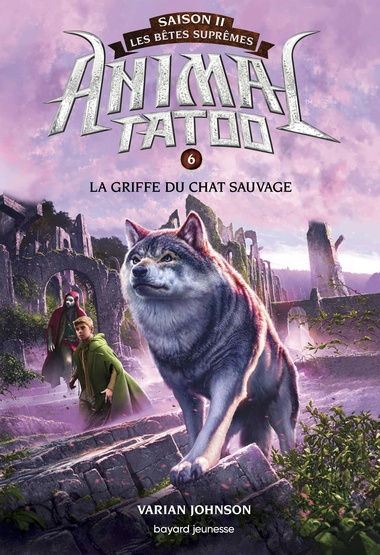 SAISON II
LES BÊTES SUPRÊMES
ANIMAL
TATOO
6
LA GRIFFE DU CHAT SAUVAGE
VARIAN JOHNSON
bayard jeunesse